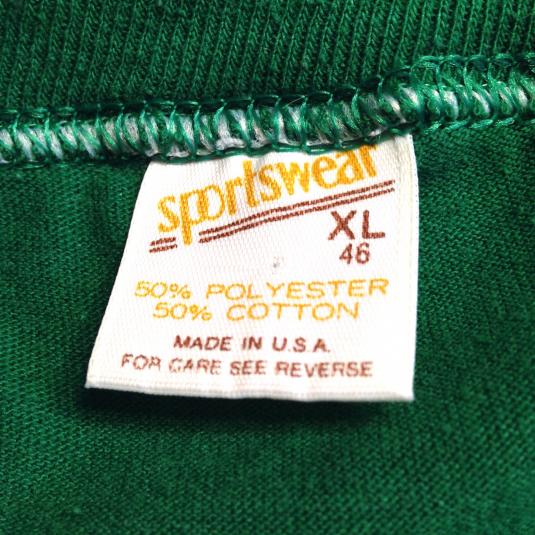 sportswear
XL
46
50% POLYESTER
50% COTTON
MADE IN U.S.A.
FOR CARE SEE REVERSE